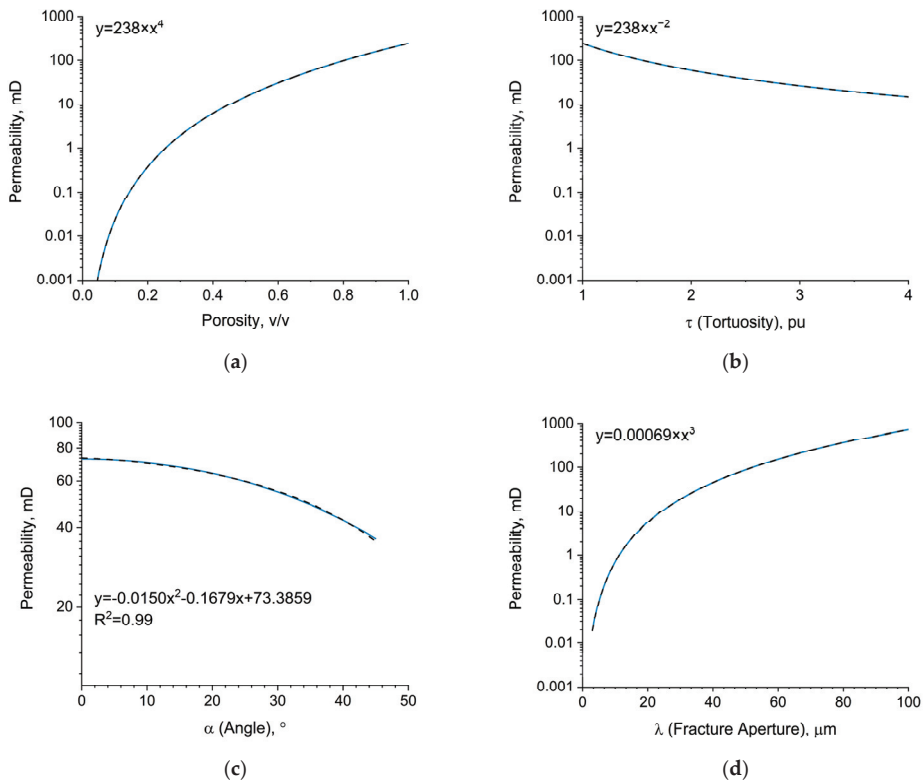 y=238×x⁴
Permeability, mD
1000
100
10
1
0.1
0.01
0.001
0.0 0.2 0.4 0.6 0.8 1.0
Porosity, v/v
(a)
y=238×x⁻²
Permeability, mD
1000
100
10
1
0.1
0.01
0.001
1 2 3 4
τ (Tortuosity), pu
(b)
Permeability, mD
100
80
60
40
20
y=-0.0150x²-0.1679x+73.3859
R²=0.99
0 10 20 30 40 50
α (Angle), °
(c)
y=0.00069×x³
Permeability, mD
1000
100
10
1
0.1
0.01
0.001
0 20 40 60 80 100
λ (Fracture Aperture), μm
(d)